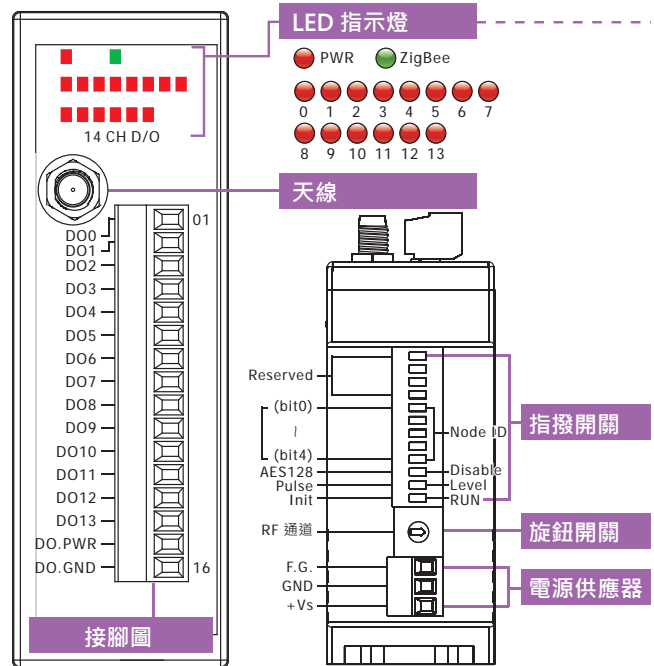 LED 指示燈
PWR ZigBee
0 1 2 3 4 5 6 7
8 9 10 11 12 13
14 CH D/O
天線
01
DO0
DO1
DO2
DO3
DO4
DO5
DO6
DO7
DO8
DO9
DO10
DO11
DO12
DO13
DO.PWR
DO.GND 16
接腳圖
Reserved
(bit0)
~
(bit4)
Node ID
AES128 Disable
Pulse Level
Init RUN
指撥開關
RF 通道
旋鈕開關
F.G.
GND
+Vs
電源供應器